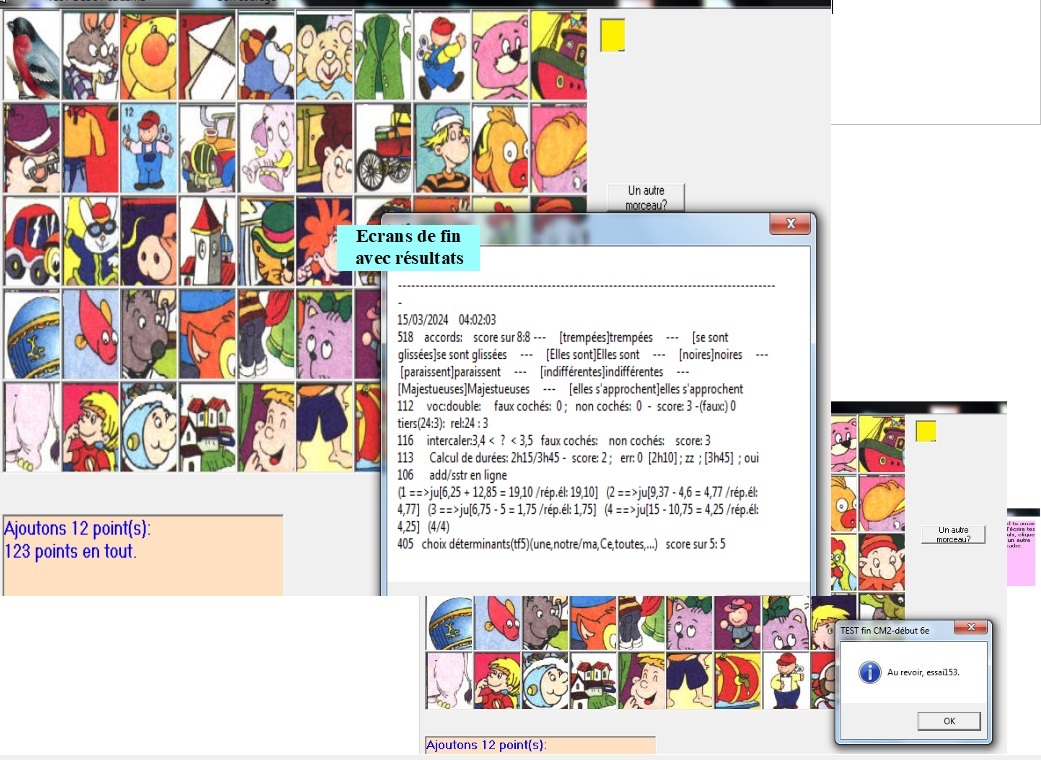 Un autre
morceau?
Ecrans de fin
avec résultats
--------------------------------------------------------------------------------------------
-
15/03/2024 04:02:03
518 accords: score sur 8:8 --- [trempées]trempées --- [se sont
glissées]se sont glissées --- [Elles sont]Elles sont --- [noires]noires ---
[paraissent]paraissent --- [indifférentes]indifférentes ---
[Majestueuses]Majestueuses --- [elles s'approchent]elles s'approchent
112 voc:double: faux cochés: 0 ; non cochés: 0 - score: 3 -(faux:) 0
tiers(24:3): rel:24 : 3
116 intercaler:3,4 < ? < 3,5 faux cochés: non cochés: score: 3
113 Calcul de durées: 2h15/3h45 - score: 2 ; err: 0 [2h10] ; zz ; [3h45] ; oui
106 add/sstr en ligne
(1 ==>ju[6,25 + 12,85 = 19,10 /rép.él: 19,10] (2 ==>ju[9,37 - 4,6 = 4,77 /rép.él:
4,77] (3 ==>ju[6,75 - 5 = 1,75 /rép.él: 1,75] (4 ==>ju[15 - 10,75 = 4,25 /rép.él:
4,25] (4/4)
405 choix déterminants(tf5)(une,notre/ma,Ce,toutes,...) score sur 5: 5
Ajoutons 12 point(s):
123 points en tout.
12
Un autre
morceau?
un autre
TEST fin CM2-début 6e
Au revoir, essai153.
OK
Ajoutons 12 point(s):